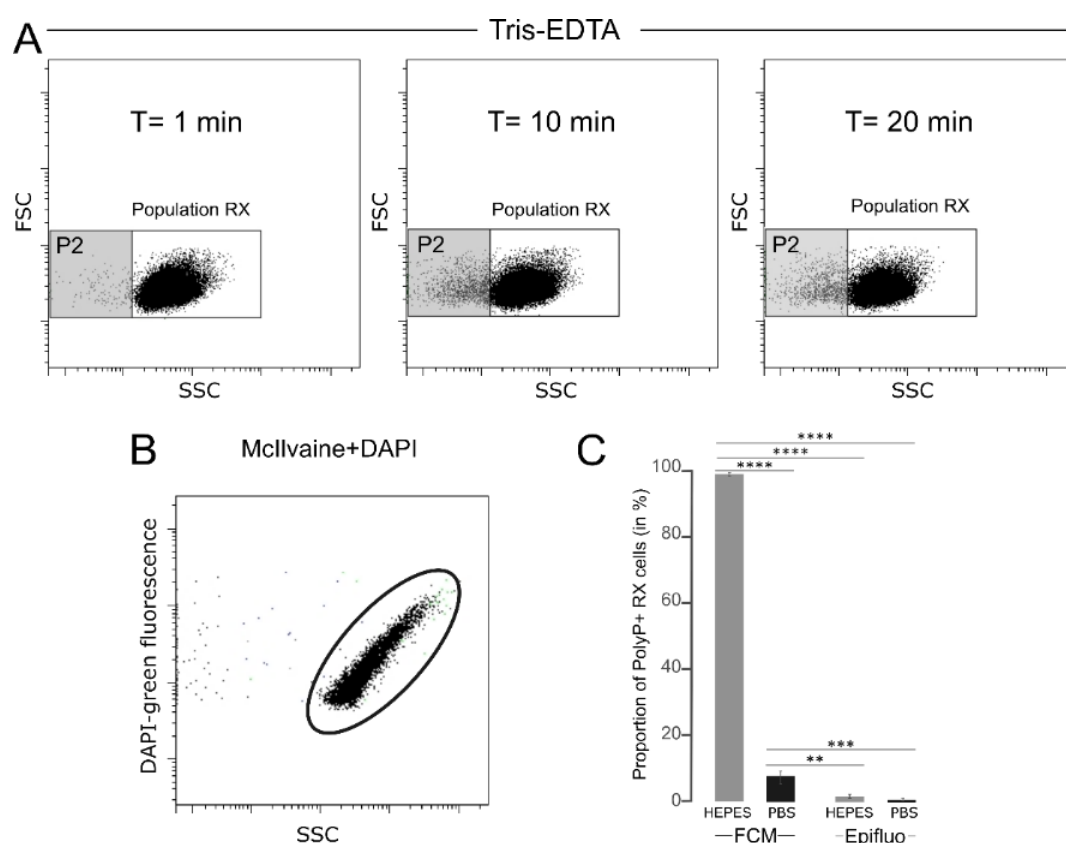 A
Tris-EDTA
T= 1 min
T= 10 min
T= 20 min
Population RX
Population RX
Population RX
P2
P2
P2
FSC
FSC
FSC
SSC
SSC
SSC
B
McIlvaine+DAPI
DAPI-green fluorescence
SSC
C
Proportion of PolyP+ RX cells (in %)
****
****
****
100
80
60
40
20
0
***
**
HEPES
PBS
HEPES
PBS
FCM
Epifluo